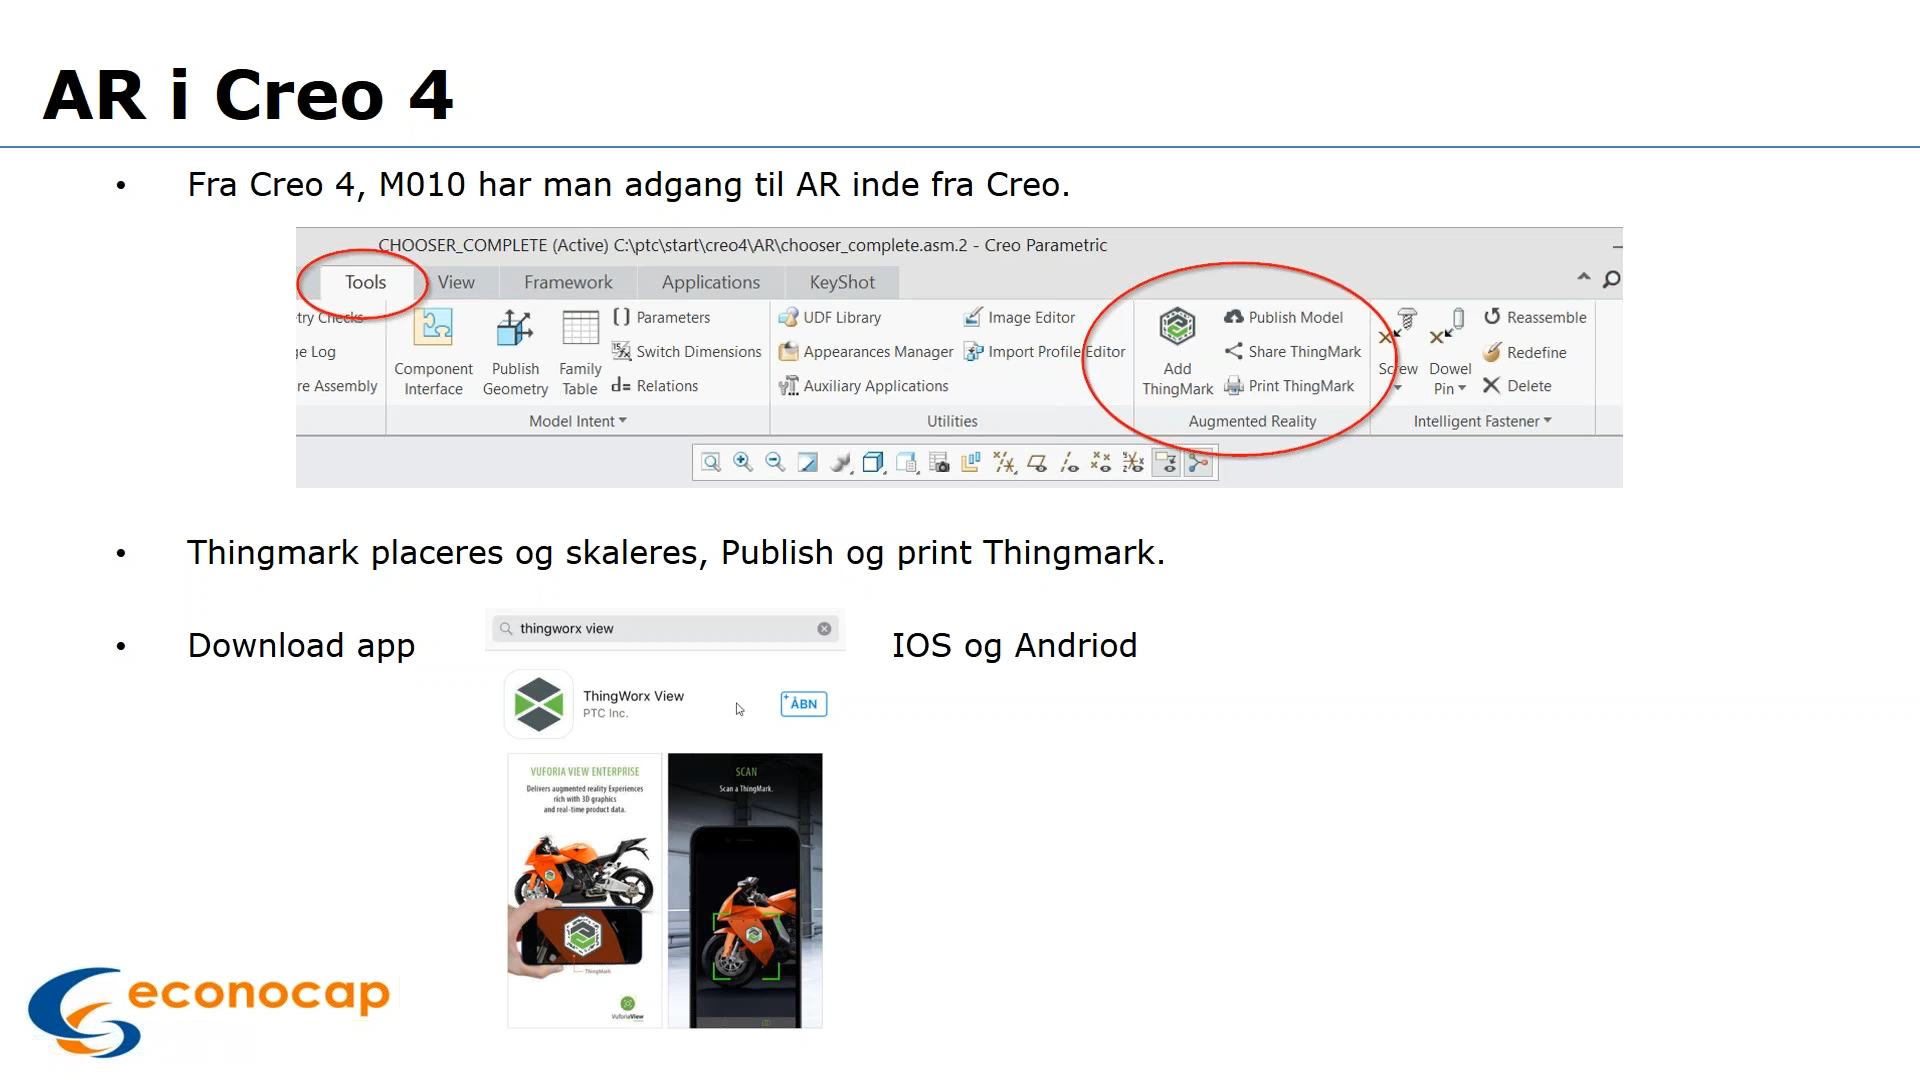 AR i Creo 4
• Fra Creo 4, M010 har man adgang til AR inde fra Creo.
CHOOSER_COMPLETE (Active) C:\ptc\start\creo4\AR\chooser_complete.asm.2 - Creo Parametric
Tools View Framework Applications KeyShot
try Checks
ge Log
re Assembly
Component Interface
Publish Geometry
Family Table
Parameters
Switch Dimensions
Relations
Model Intent
UDF Library
Appearances Manager
Auxiliary Applications
Image Editor
Import Profile Editor
Utilities
Add ThingMark
Publish Model
Share ThingMark
Print ThingMark
Augmented Reality
Screw
Dowel Pin
Reassemble
Redefine
Delete
Intelligent Fastener
• Thingmark placeres og skaleres, Publish og print Thingmark.
• Download app
thingworx view
IOS og Andriod
ThingWorx View
PTC Inc.
ÅBN
VUFORIA VIEW ENTERPRISE
Delivers augmented reality Experiences
rich with 3D graphics
and real-time product data.
ThingMark
VuforiaView
SCAN
Scan a ThingMark.
econocap